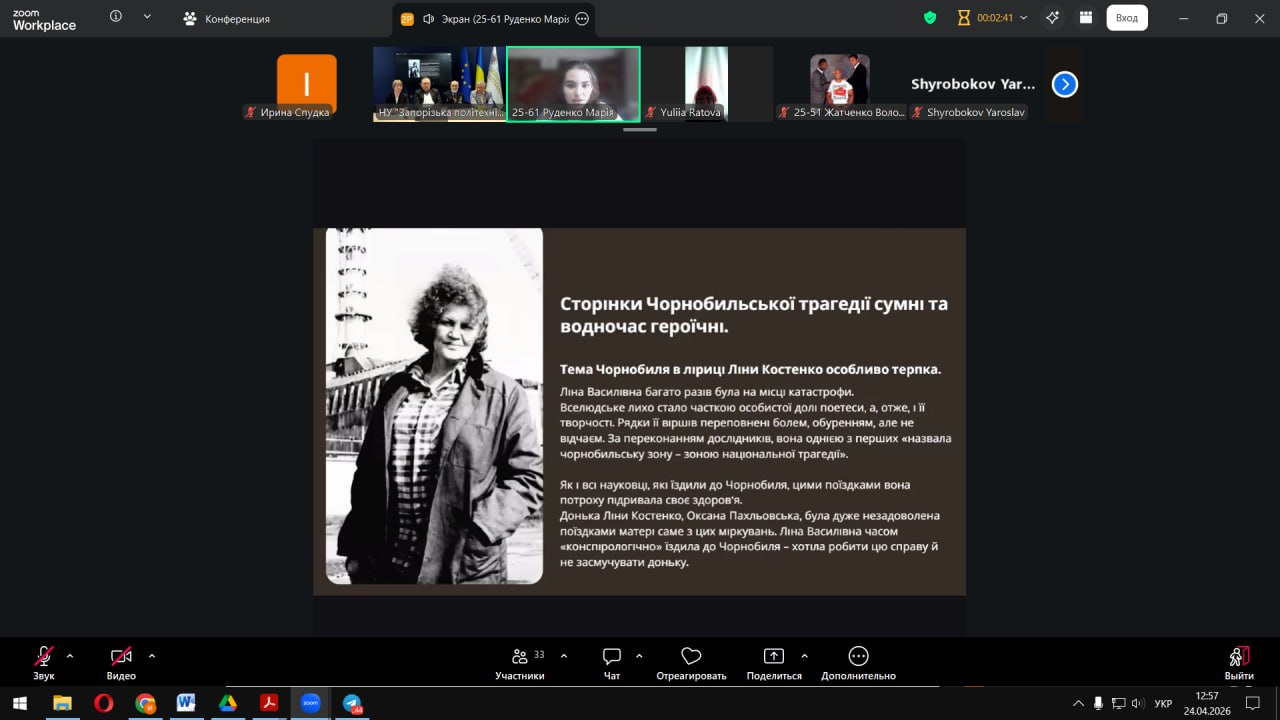 zoom
Workplace
Конференция
Экран (25-61 Руденко Марія
00:02:41
Вход
I
Ирина Спудка
НУ "Запорізька політехні...
25-61 Руденко Марія
Yuliia Ratova
25-51 Жатченко Воло...
Shyrobokov Yar...
Shyrobokov Yaroslav
Сторінки Чорнобильської трагедії сумні та
водночас героїчні.
Тема Чорнобиля в ліриці Ліни Костенко особливо терпка.
Ліна Василівна багато разів була на місці катастрофи.
Вселюдське лихо стало часткою особистої долі поетеси, а, отже, і її
творчості. Рядки її віршів переповнені болем, обуренням, але не
відчаєм. За переконанням дослідників, вона однією з перших «назвала
чорнобильську зону – зоною національної трагедії».
Як і всі науковці, які їздили до Чорнобиля, цими поїздками вона
потроху підривала своє здоров'я.
Донька Ліни Костенко, Оксана Пахльовська, була дуже незадоволена
поїздками матері саме з цих міркувань. Ліна Василівна часом
«конспірологічно» їздила до Чорнобиля – хотіла робити цю справу й
не засмучувати доньку.
Звук
Видео
33
Участники
Чат
Отреагировать
Поделиться
Дополнительно
Выйти
zoom
44
УКР
12:57
24.04.2026